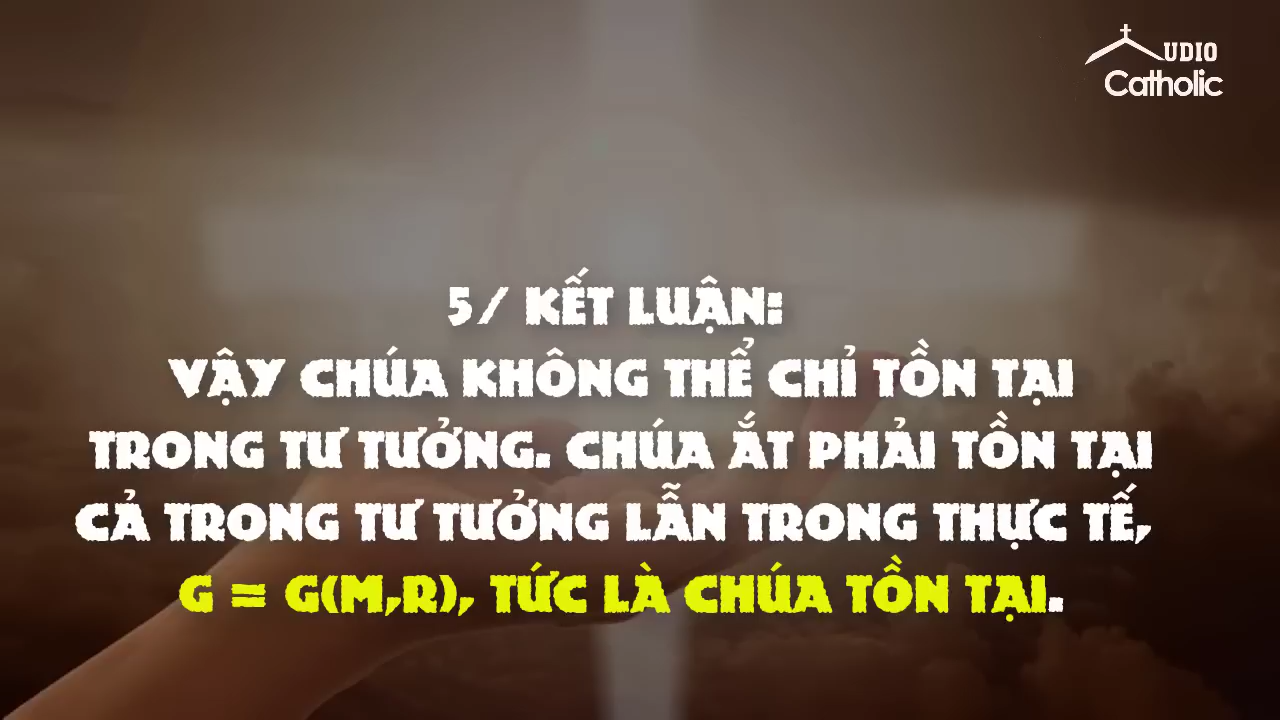 UDIO
Catholic
5/ KẾT LUẬN:
VẬY CHÚA KHÔNG THỂ CHỈ TỒN TẠI
TRONG TƯ TƯỞNG. CHÚA ẮT PHẢI TỒN TẠI
CẢ TRONG TƯ TƯỞNG LẪN TRONG THỰC TẾ,
G = G(M,R), TỨC LÀ CHÚA TỒN TẠI.